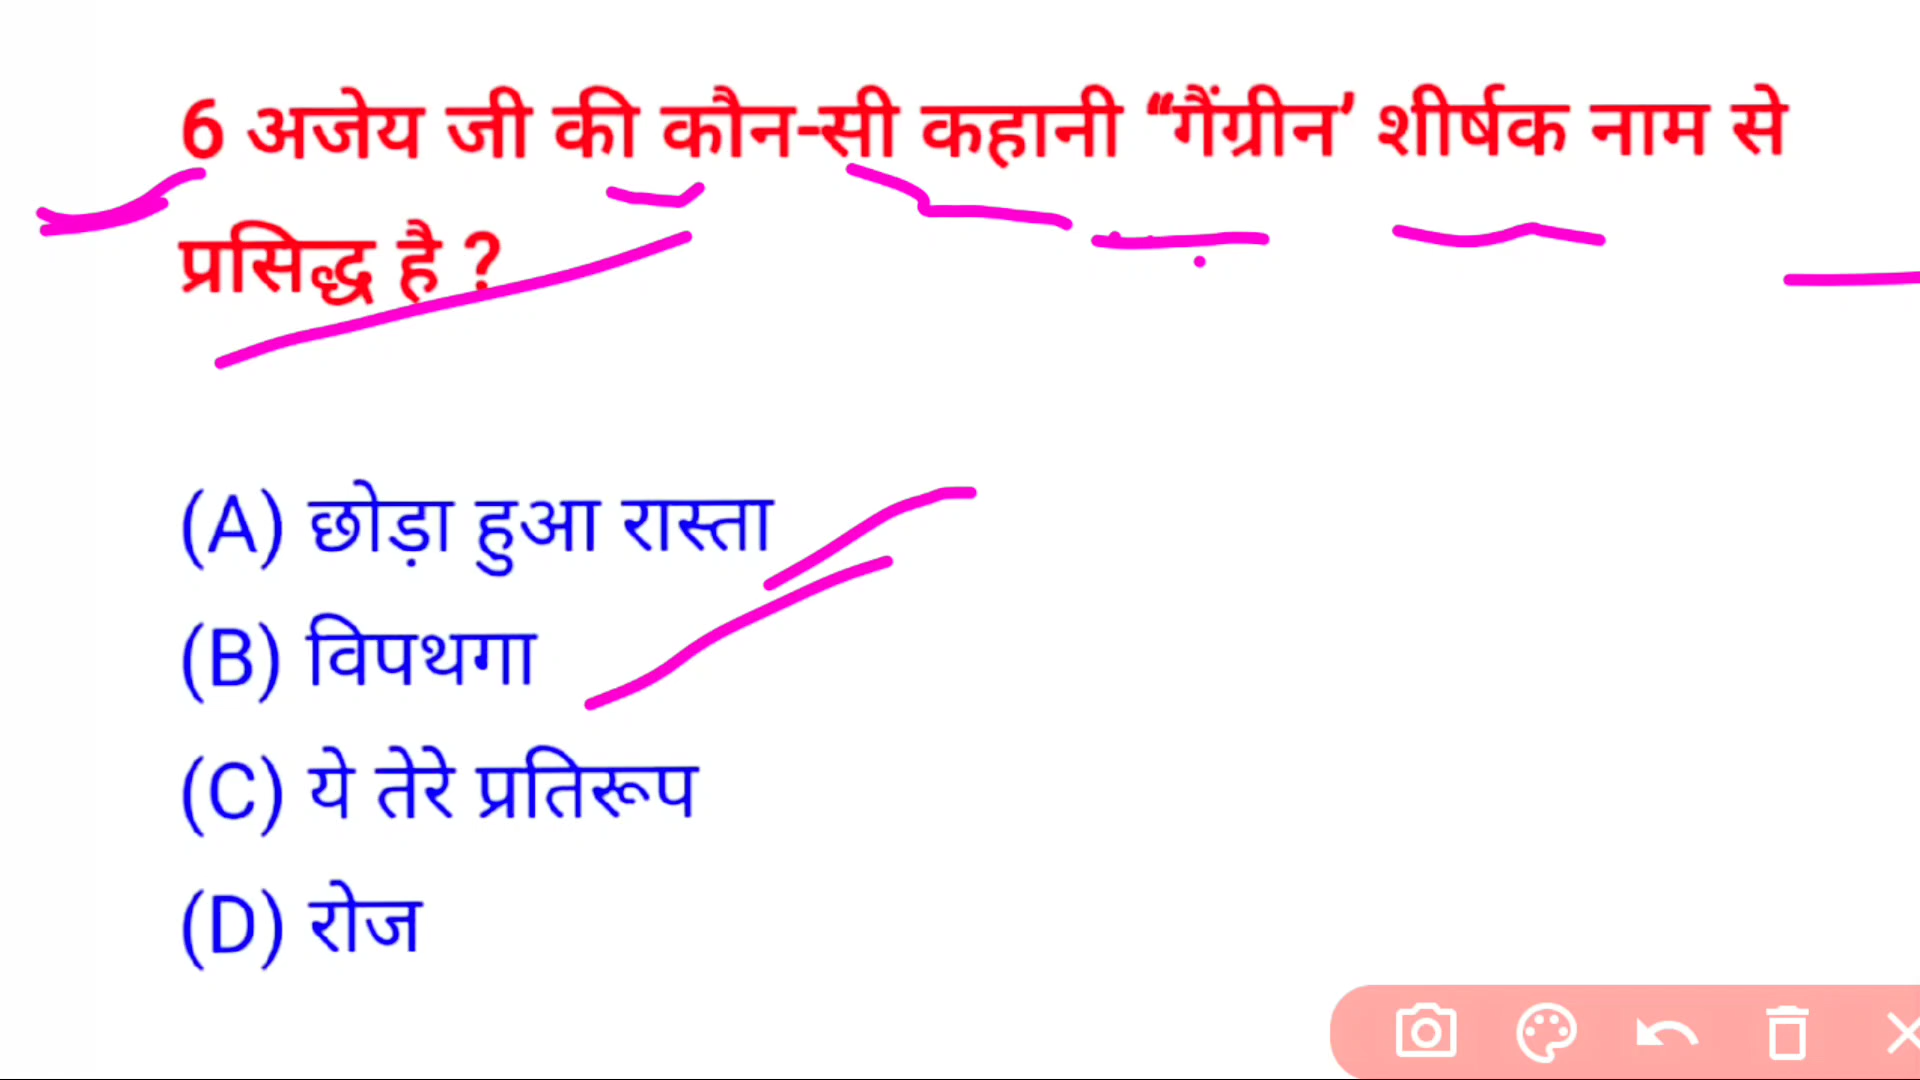 6 अजेय जी की कौन-सी कहानी “गैंग्रीन’ शीर्षक नाम से
प्रसिद्ध है ?
(A) छोड़ा हुआ रास्ता
(B) विपथगा
(C) ये तेरे प्रतिरूप
(D) रोज